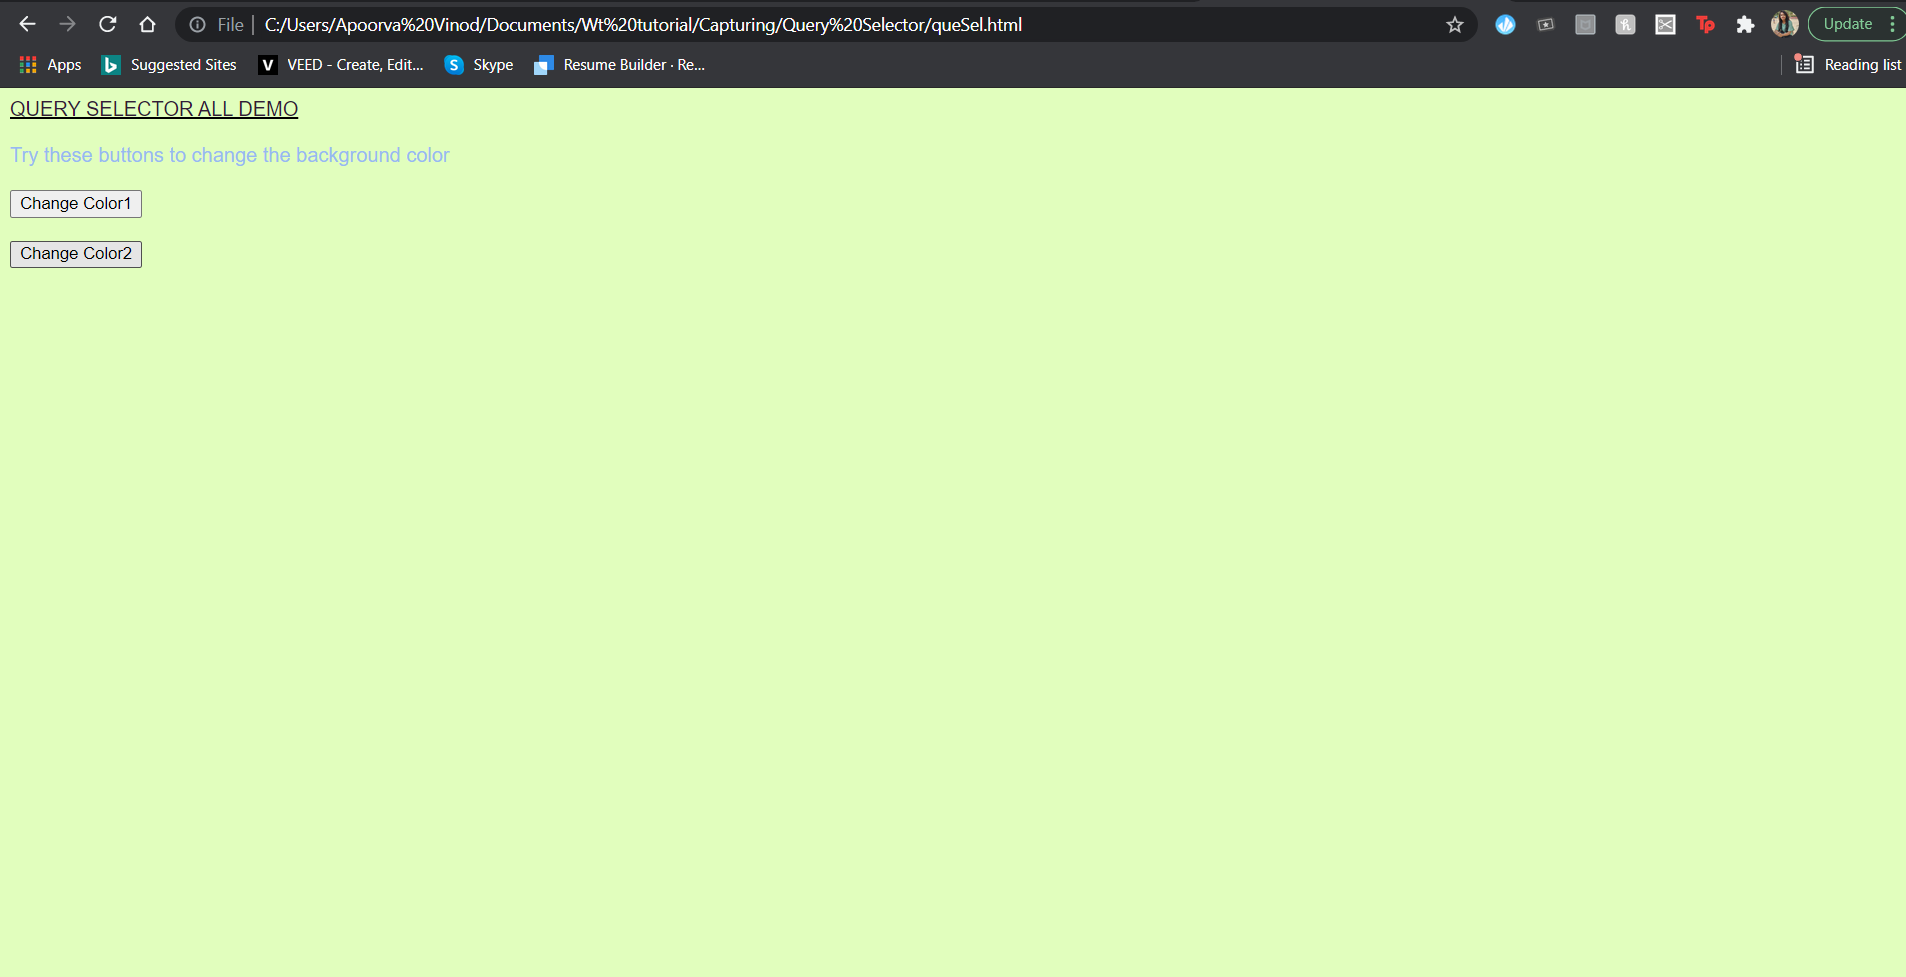 File | C:/Users/Apoorva%20Vinod/Documents/Wt%20tutorial/Capturing/Query%20Selector/queSel.html Tp Update
Apps Suggested Sites V VEED - Create, Edit... S Skype Resume Builder · Re... Reading list
QUERY SELECTOR ALL DEMO
Try these buttons to change the background color
Change Color1
Change Color2